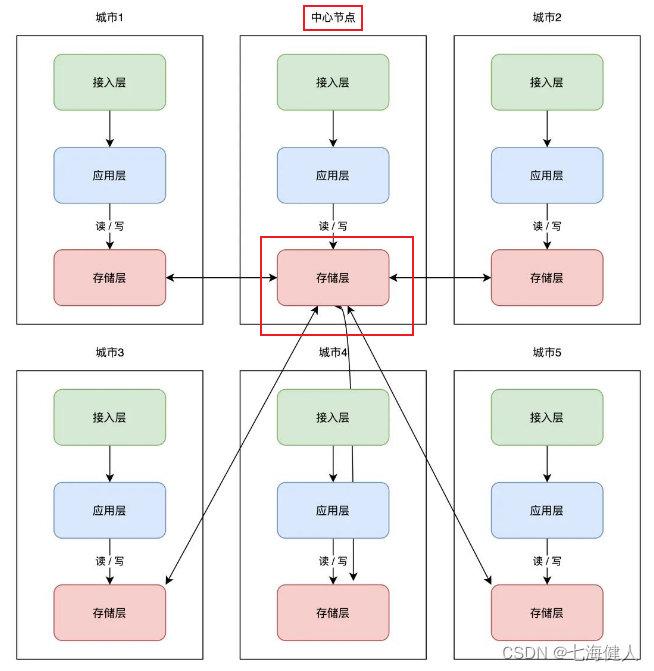 城市1
中心节点
城市2
接入层
接入层
接入层
应用层
应用层
应用层
读 / 写
读 / 写
读 / 写
存储层
存储层
存储层
城市3
城市4
城市5
接入层
接入层
接入层
应用层
应用层
应用层
读 / 写
读 / 写
读 / 写
存储层
存储层
存储层
CSDN @七海健人